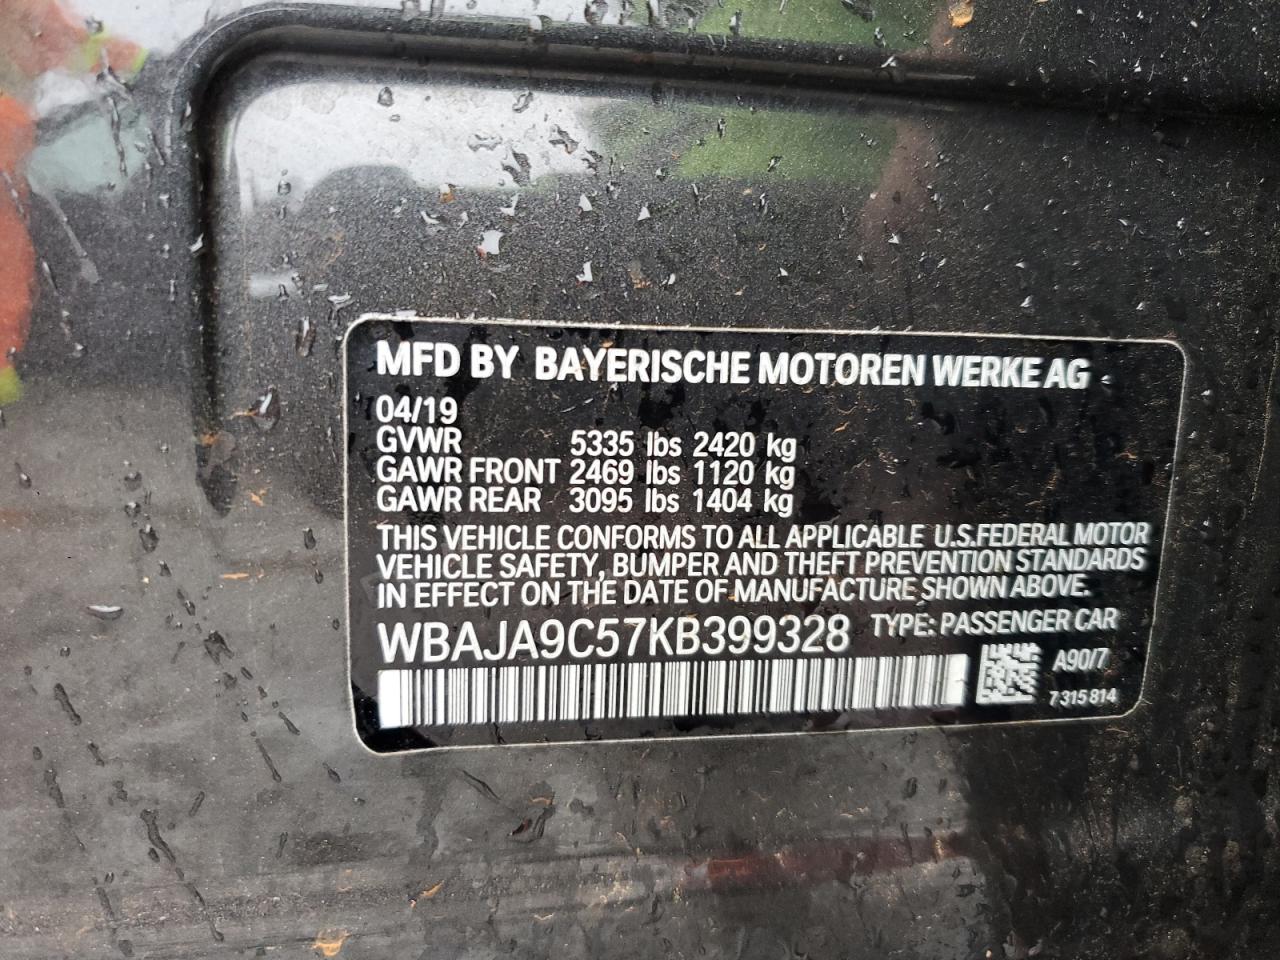 MFD BY BAYERISCHE MOTOREN WERKE AG
04/19
GVWR 5335 lbs 2420 kg
GAWR FRONT 2469 lbs 1120 kg
GAWR REAR 3095 lbs 1404 kg
THIS VEHICLE CONFORMS TO ALL APPLICABLE U.S.FEDERAL MOTOR
VEHICLE SAFETY, BUMPER AND THEFT PREVENTION STANDARDS
IN EFFECT ON THE DATE OF MANUFACTURE SHOWN ABOVE.
WBAJA9C57KB399328 TYPE: PASSENGER CAR
A90/7
7 315 814